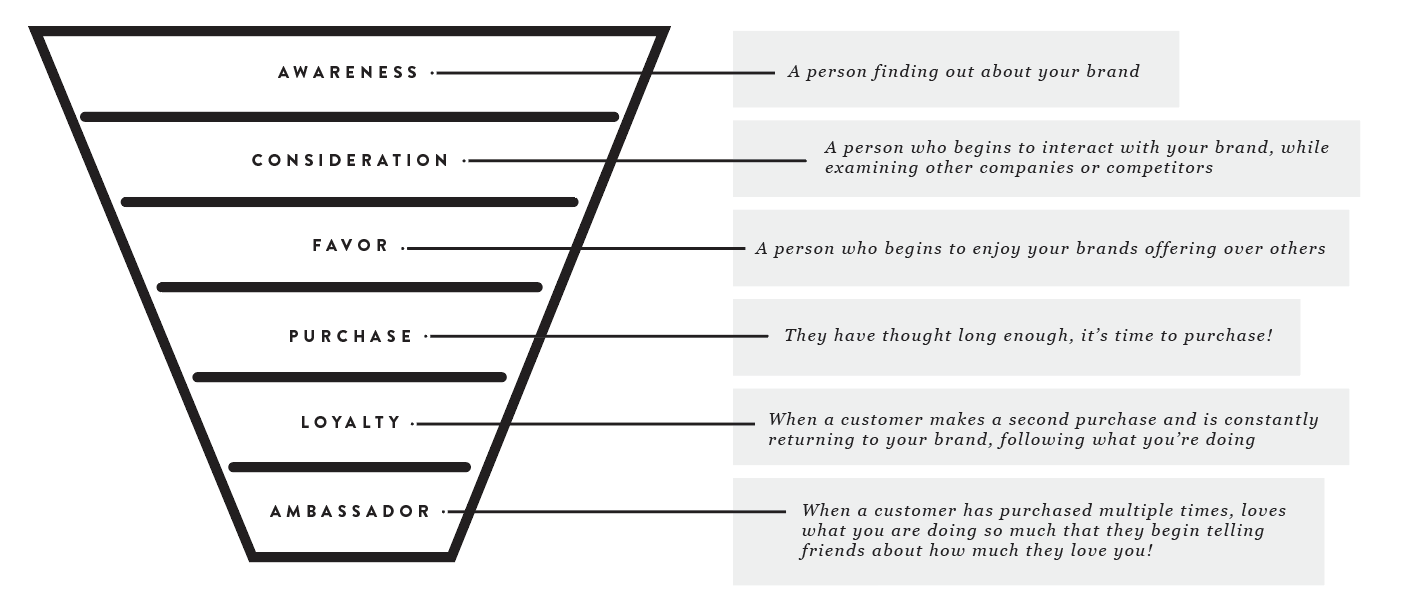 AWARENESS
A person finding out about your brand
CONSIDERATION
A person who begins to interact with your brand, while
examining other companies or competitors
FAVOR
A person who begins to enjoy your brands offering over others
PURCHASE
They have thought long enough, it’s time to purchase!
LOYALTY
When a customer makes a second purchase and is constantly
returning to your brand, following what you’re doing
AMBASSADOR
When a customer has purchased multiple times, loves
what you are doing so much that they begin telling
friends about how much they love you!